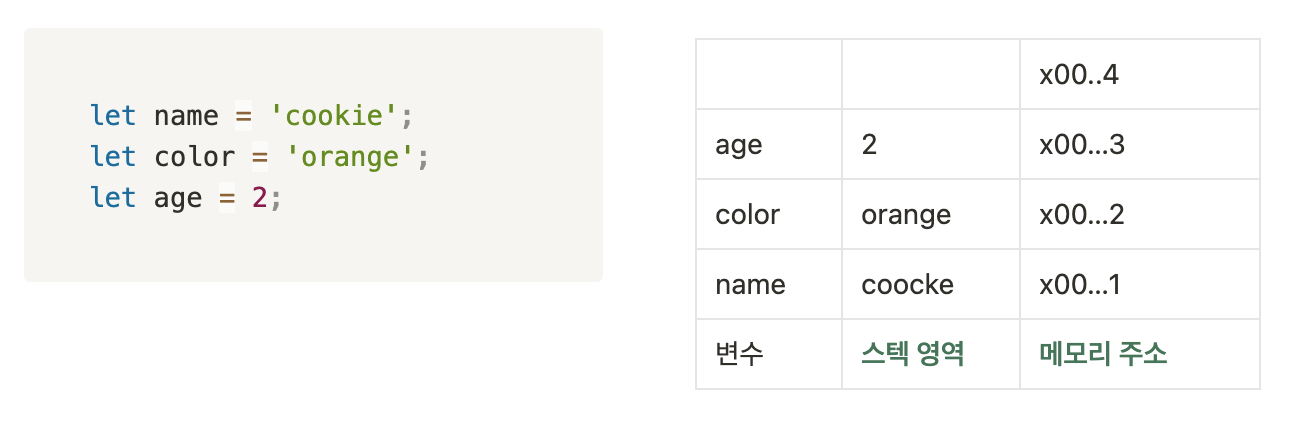 let name = 'cookie';
let color = 'orange';
let age = 2;
x00..4
age 2 x00...3
color orange x00...2
name coocke x00...1
변수 스텍 영역 메모리 주소